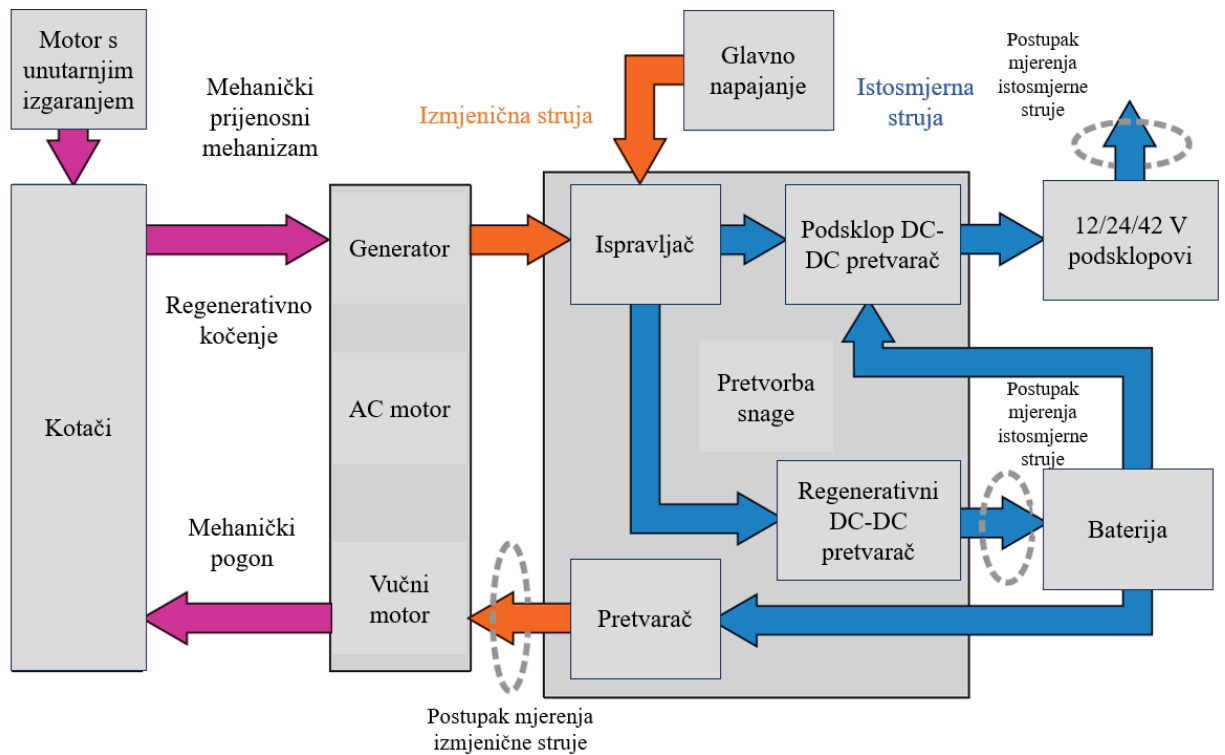 Motor s
unutarnjim
izgaranjem
Mehanički
prijenosni
mehanizam
Izmjenična struja
Glavno
napajanje
Istosmjerna
struja
Postupak
mjerenja
istosmjerne
struje
Generator
Ispravljač
Podsklop DC-
DC pretvarač
12/24/42 V
podsklopovi
Regenerativno
kočenje
Kotači
AC motor
Pretvorba
snage
Postupak
mjerenja
istosmjerne
struje
Mehanički
pogon
Vučni
motor
Pretvarač
Regenerativni
DC-DC
pretvarač
Baterija
Postupak mjerenja
izmjenične struje